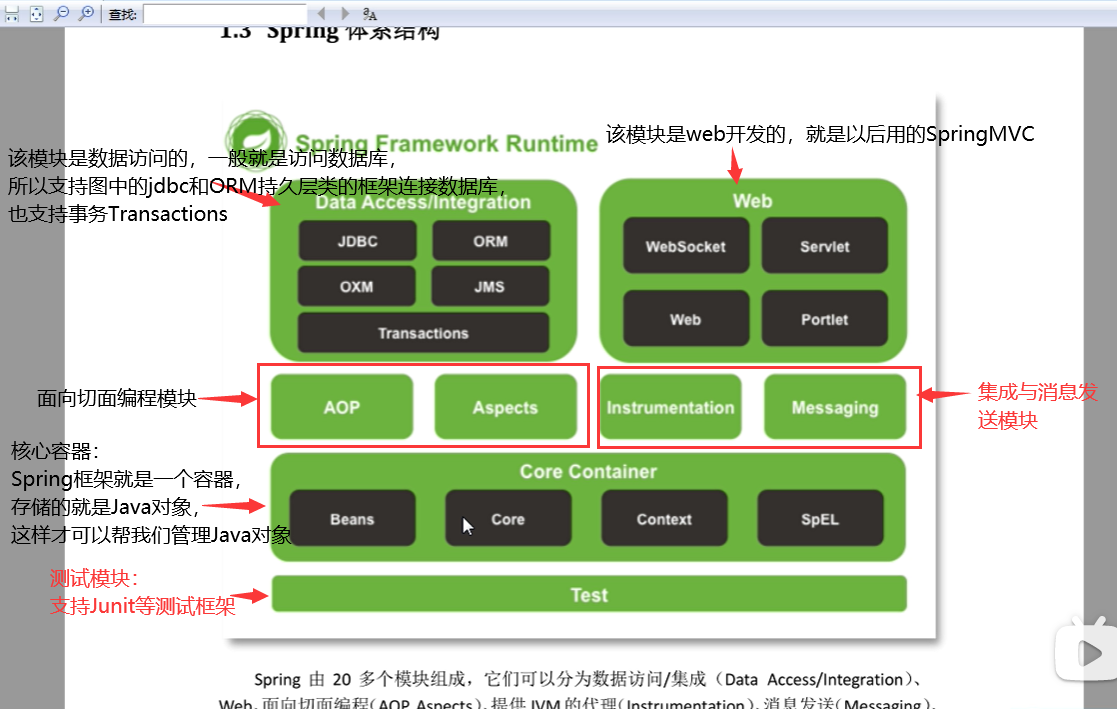 查找:
1.3 Spring 体系结构
Spring Framework Runtime
该模块是web开发的，就是以后用的SpringMVC
该模块是数据访问的，一般就是访问数据库，
所以支持图中的jdbc和ORM持久层类的框架连接数据库，
也支持事务Transactions
Data Access/Integration
JDBC
ORM
OXM
JMS
Transactions
Web
WebSocket
Servlet
Web
Portlet
面向切面编程模块
AOP
Aspects
Instrumentation
Messaging
集成与消息发
送模块
核心容器：
Spring框架就是一个容器，
存储的就是Java对象，
这样才可以帮我们管理Java对象
Core Container
Beans
Core
Context
SpEL
测试模块：
支持Junit等测试框架
Test
Spring 由 20 多个模块组成，它们可以分为数据访问/集成（Data Access/Integration）、
Web、面向切面编程（AOP, Aspects）、提供JVM的代理（Instrumentation）、消息发送（Messaging）、